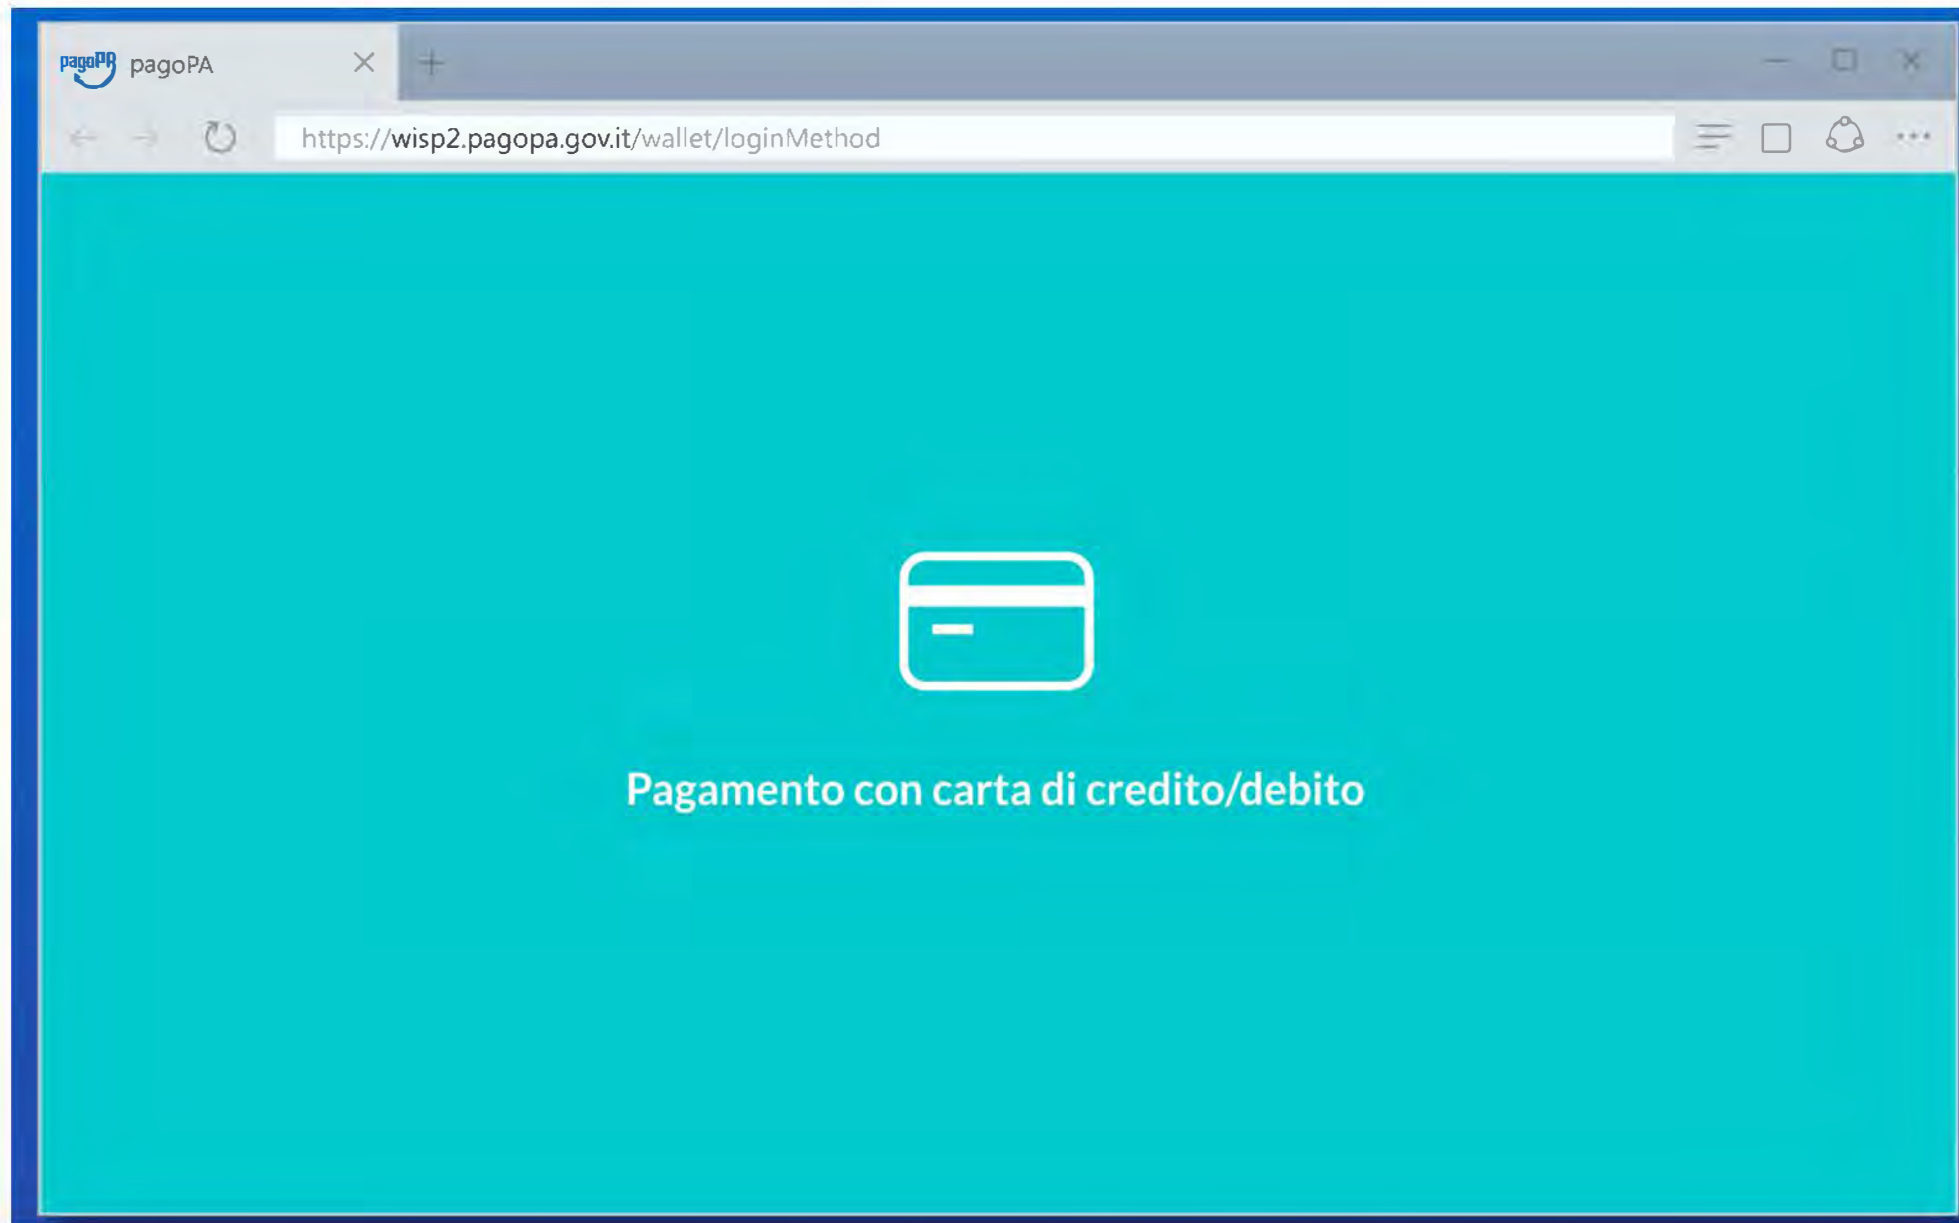 pagoPA pagoPA
https://wisp2.pagopa.gov.it/wallet/loginMethod
Pagamento con carta di credito/debito